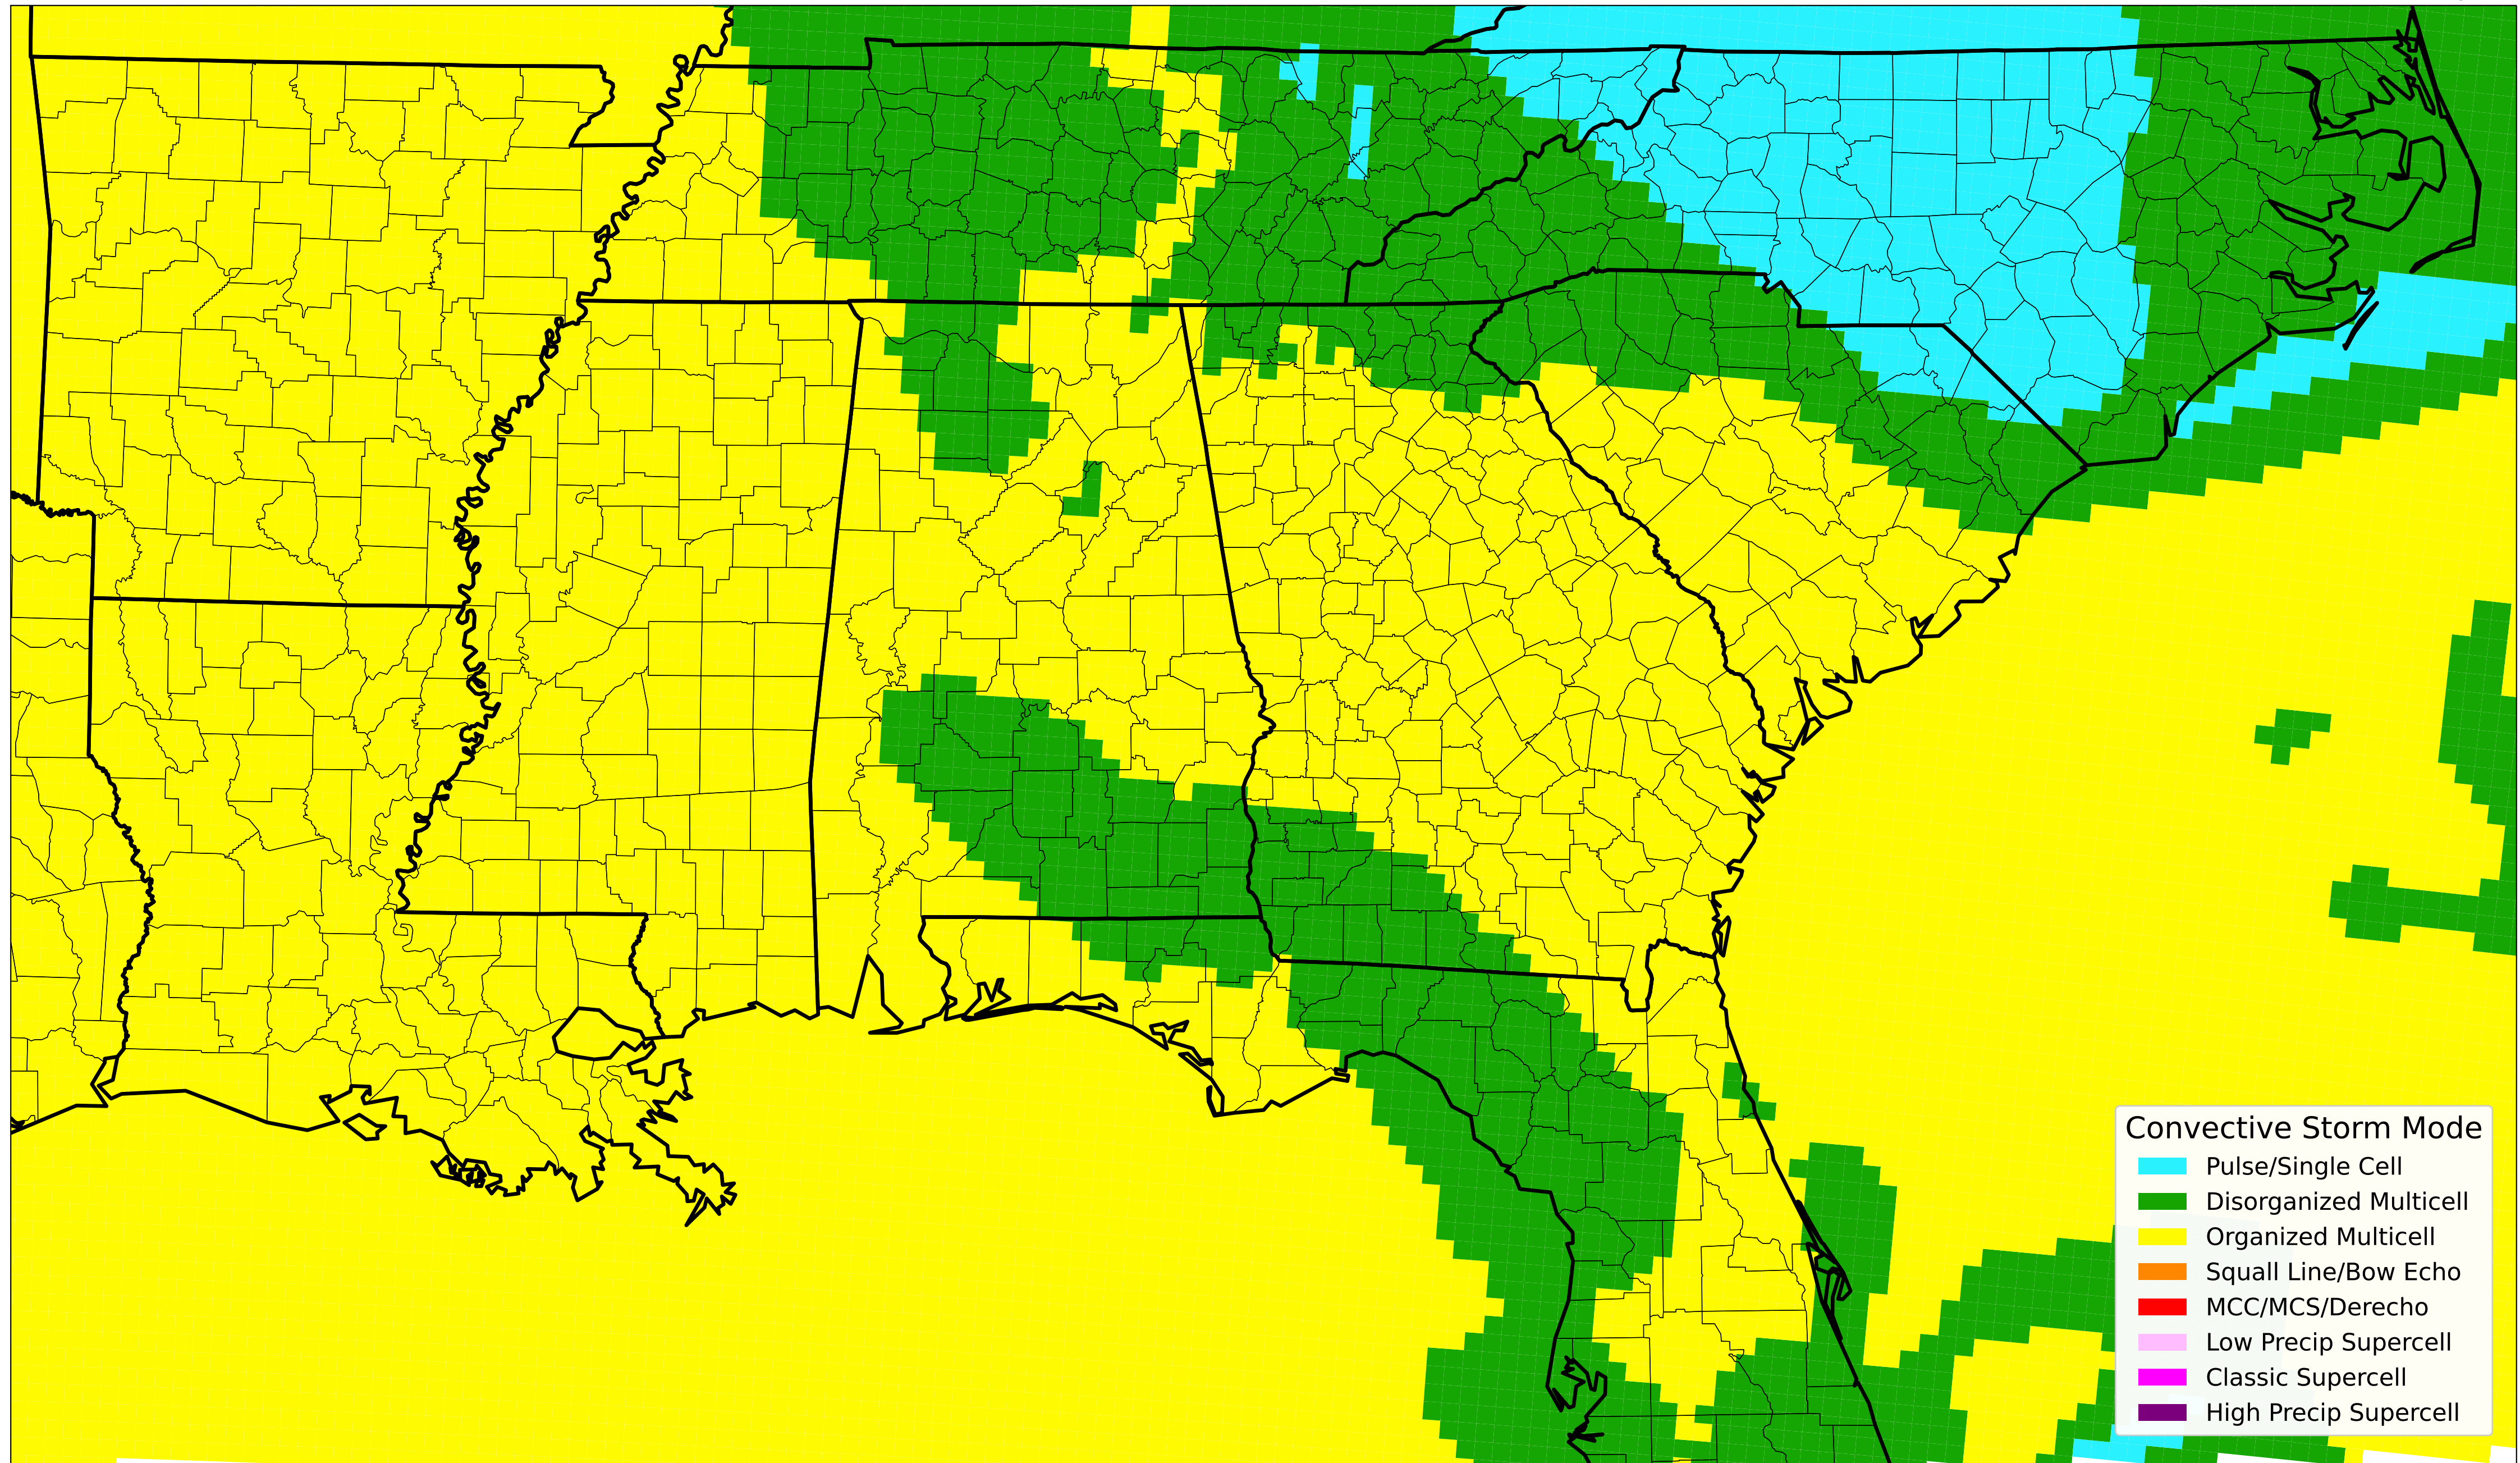 Convective Storm Mode
Pulse/Single Cell
Disorganized Multicell
Organized Multicell
Squall Line/Bow Echo
MCC/MCS/Derecho
Low Precip Supercell
Classic Supercell
High Precip Supercell